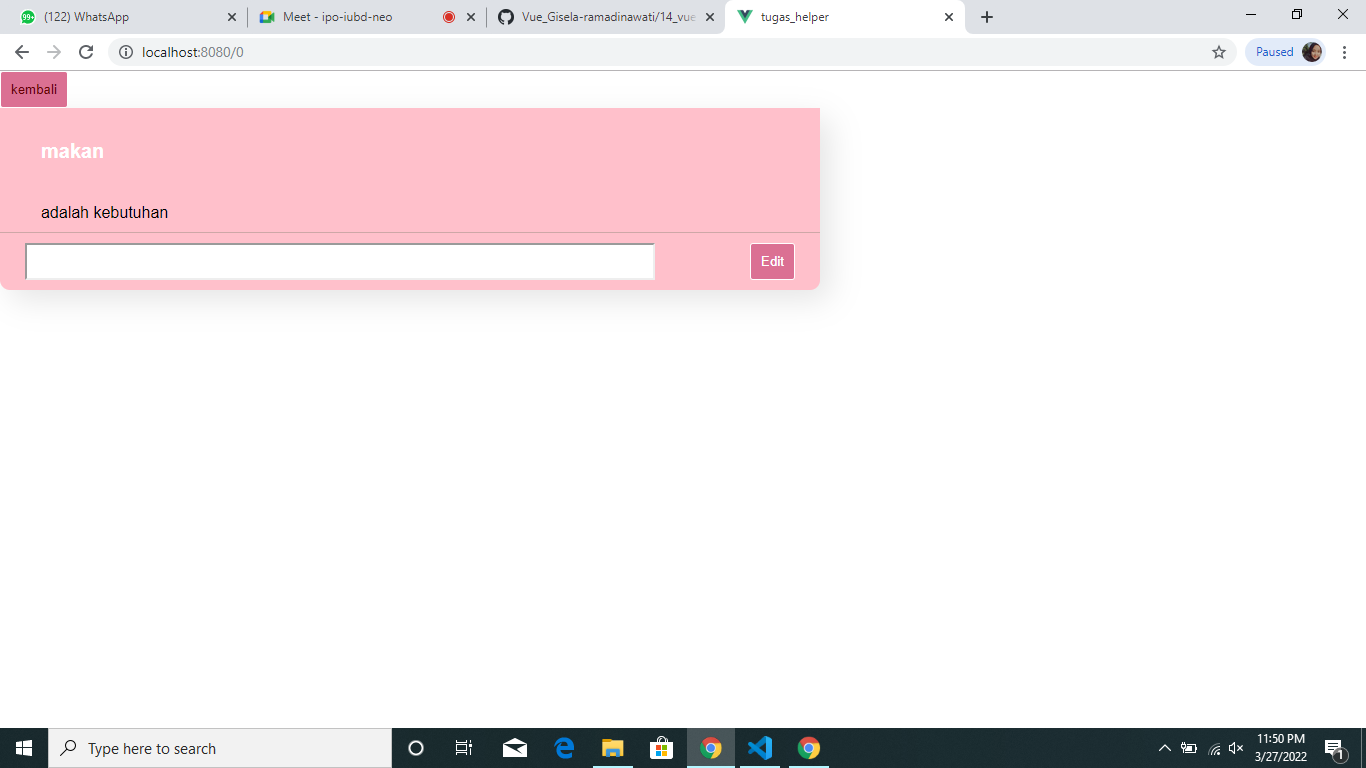 (122) WhatsApp
Meet - ipo-iubd-neo
Vue_Gisela-ramadinawati/14_vue
tugas_helper
localhost:8080/0
Paused
kembali
makan
adalah kebutuhan
Edit
Type here to search
11:50 PM
3/27/2022
1